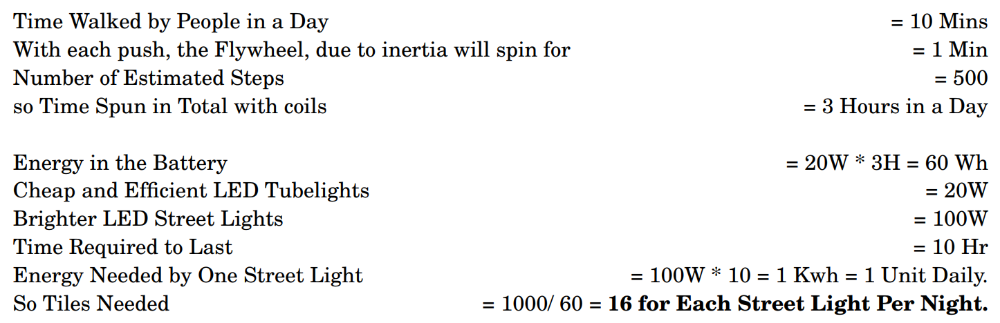 Time Walked by People in a Day = 10 Mins
With each push, the Flywheel, due to inertia will spin for = 1 Min
Number of Estimated Steps = 500
so Time Spun in Total with coils = 3 Hours in a Day
Energy in the Battery = 20W * 3H = 60 Wh
Cheap and Efficient LED Tubelights = 20W
Brighter LED Street Lights = 100W
Time Required to Last = 10 Hr
Energy Needed by One Street Light = 100W * 10 = 1 Kwh = 1 Unit Daily.
So Tiles Needed = 1000/ 60 = 16 for Each Street Light Per Night.